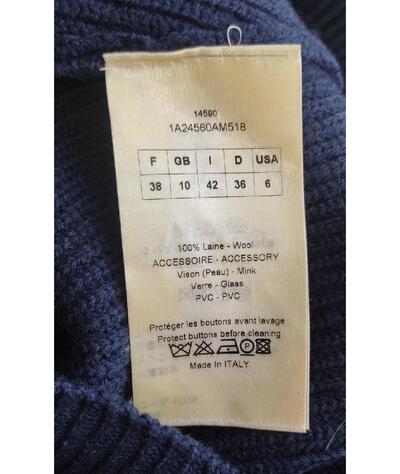 14590
1A24560AM518
F GB I D USA
38 10 42 36 6
100% Laine - Wool
ACCESSOIRE - ACCESSORY
Vison (Peau) - Mink
Verre - Glass
PVC - PVC
Protéger les boutons avant lavage
Protect buttons before cleaning
Made In ITALY